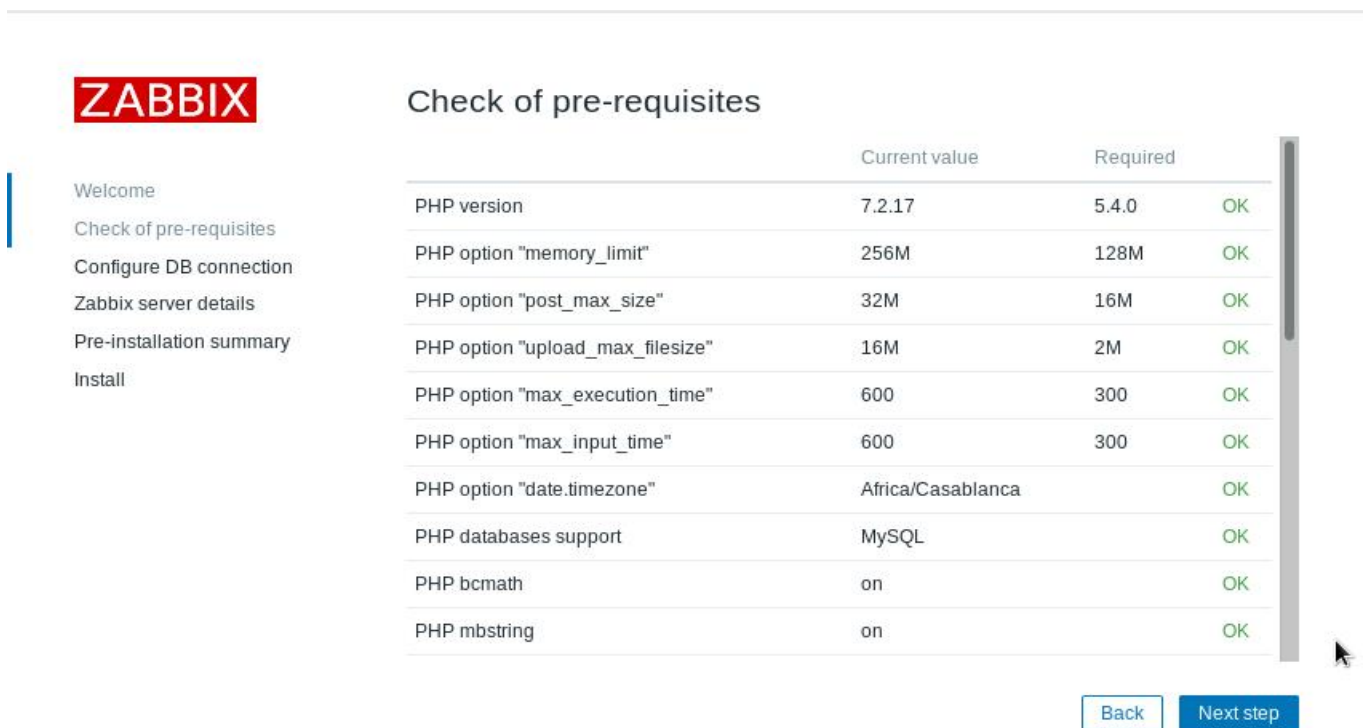 ZABBIX
Check of pre-requisites
Welcome
Check of pre-requisites
Configure DB connection
Zabbix server details
Pre-installation summary
Install
Current value Required
PHP version 7.2.17 5.4.0 OK
PHP option "memory_limit" 256M 128M OK
PHP option "post_max_size" 32M 16M OK
PHP option "upload_max_filesize" 16M 2M OK
PHP option "max_execution_time" 600 300 OK
PHP option "max_input_time" 600 300 OK
PHP option "date.timezone" Africa/Casablanca OK
PHP databases support MySQL OK
PHP bcmath on OK
PHP mbstring on OK
Back Next step